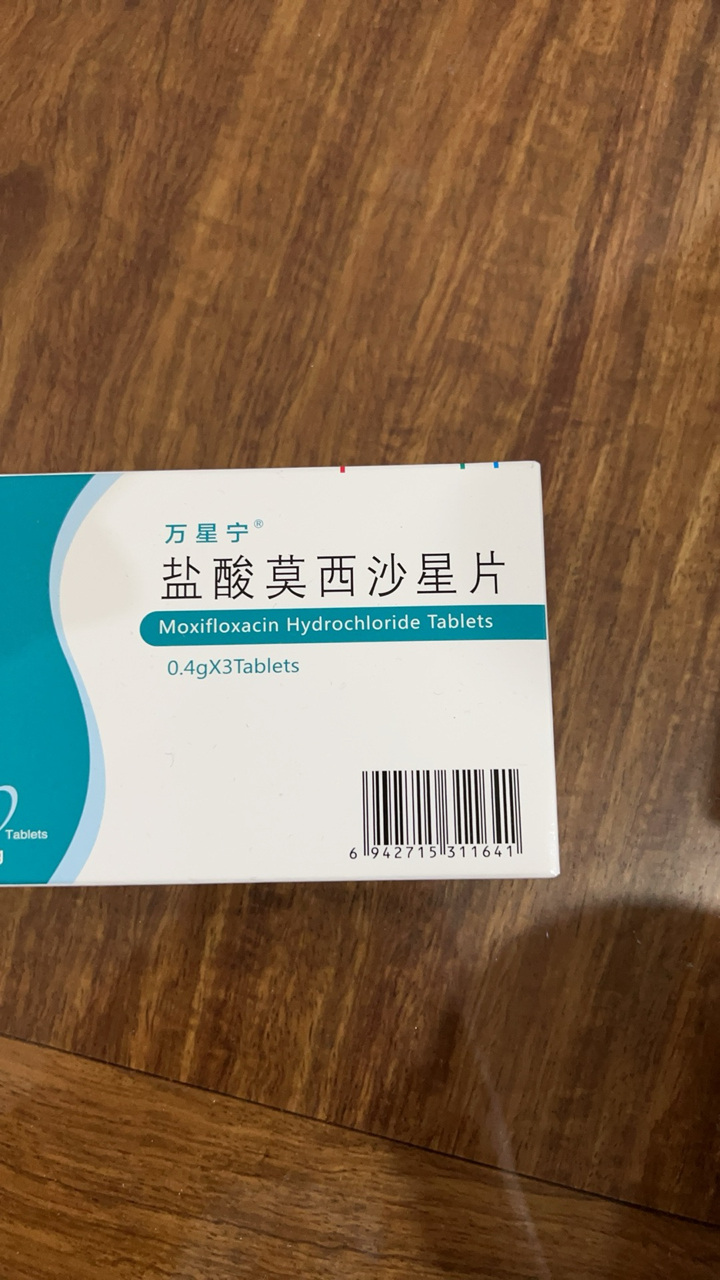 万星宁®
盐酸莫西沙星片
Moxifloxacin Hydrochloride Tablets
0.4gX3Tablets
Tablets
g
6 942715 311641